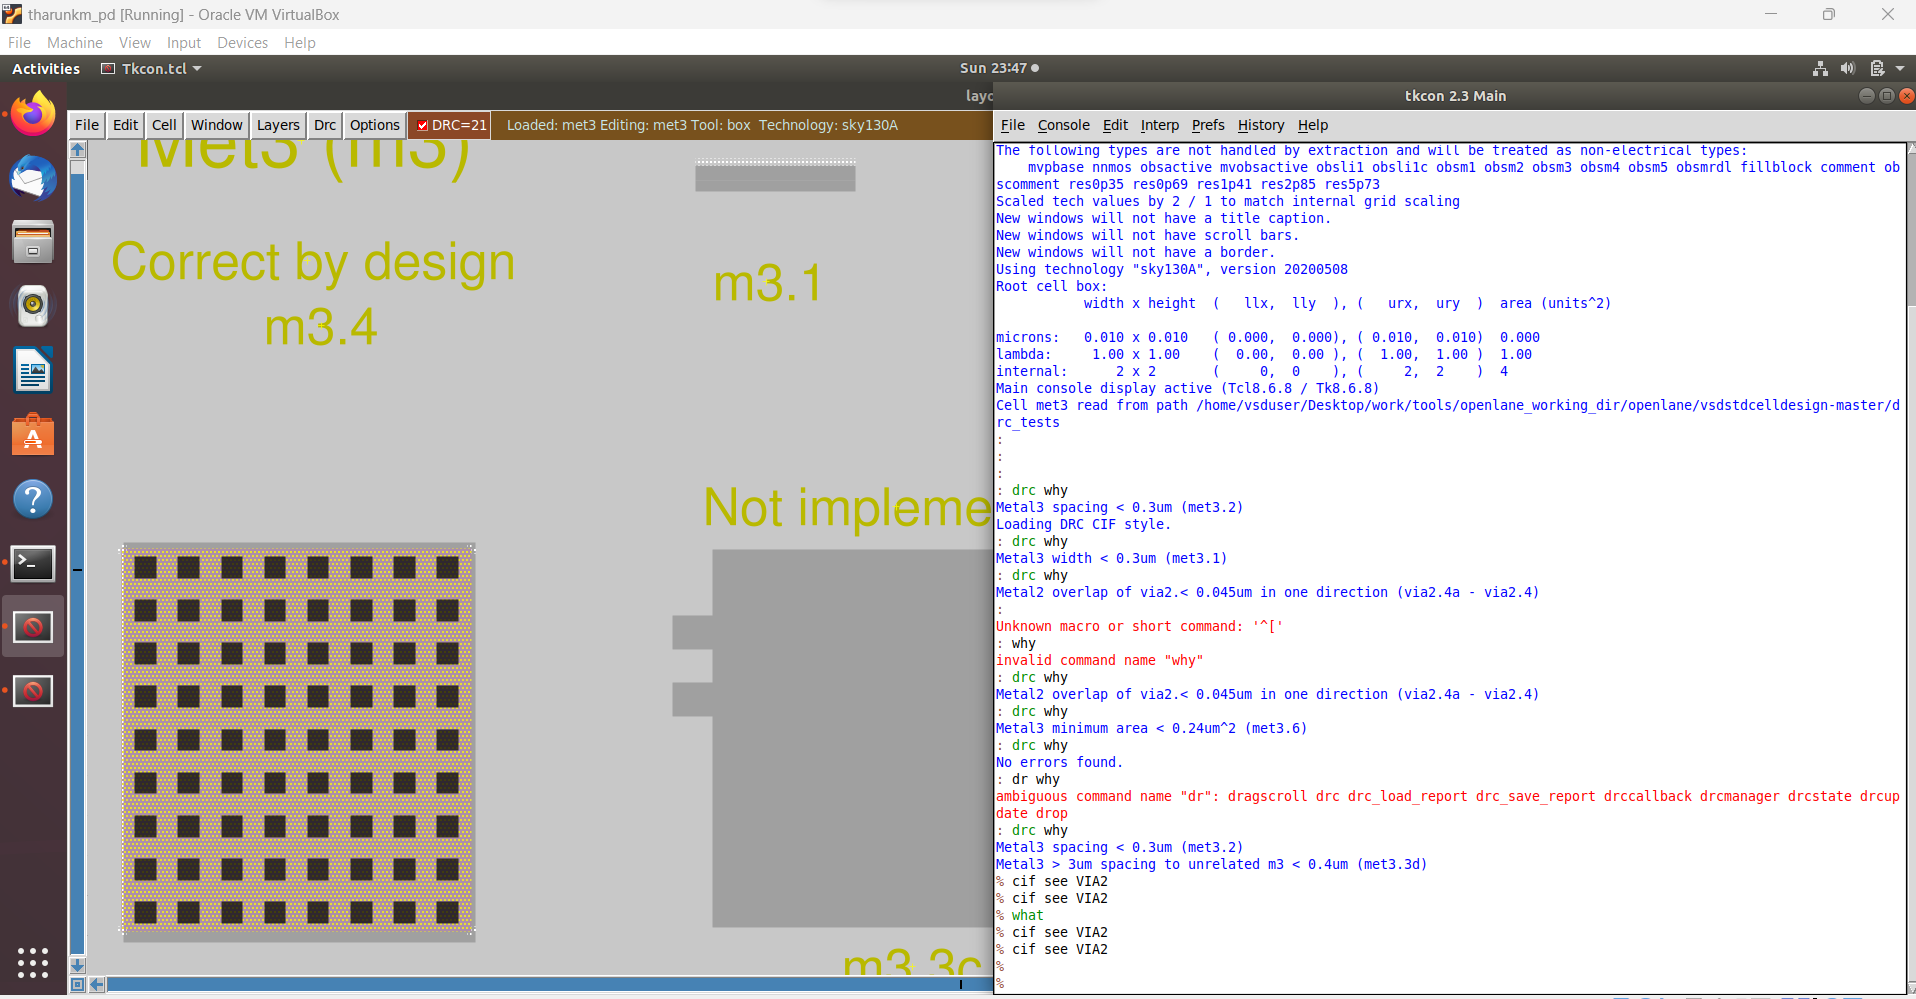 tharunkm_pd [Running] - Oracle VM VirtualBox
File Machine View Input Devices Help
Activities Tkcon.tcl Sun 23:47
layo
tkcon 2.3 Main
File Edit Cell Window Layers Drc Options DRC=21 Loaded: met3 Editing: met3 Tool: box Technology: sky130A
Met3 (m3)
Correct by design
m3.4
m3.1
Not impleme
m3.3c
File Console Edit Interp Prefs History Help
The following types are not handled by extraction and will be treated as non-electrical types:
mvpbase nnmos obsactive mvobsactive obsli1 obsli1c obsm1 obsm2 obsm3 obsm4 obsm5 obsmrdl fillblock comment ob
scomment res0p35 res0p69 res1p41 res2p85 res5p73
Scaled tech values by 2 / 1 to match internal grid scaling
New windows will not have a title caption.
New windows will not have scroll bars.
New windows will not have a border.
Using technology "sky130A", version 20200508
Root cell box:
width x height ( llx, lly ), ( urx, ury ) area (units^2)
microns: 0.010 x 0.010 ( 0.000, 0.000), ( 0.010, 0.010) 0.000
lambda: 1.00 x 1.00 ( 0.00, 0.00 ), ( 1.00, 1.00 ) 1.00
internal: 2 x 2 ( 0, 0 ), ( 2, 2 ) 4
Main console display active (Tcl8.6.8 / Tk8.6.8)
Cell met3 read from path /home/vsduser/Desktop/work/tools/openlane_working_dir/openlane/vsdstdcelldesign-master/d
rc_tests
:
:
:
: drc why
Metal3 spacing < 0.3um (met3.2)
Loading DRC CIF style.
: drc why
Metal3 width < 0.3um (met3.1)
: drc why
Metal2 overlap of via2.< 0.045um in one direction (via2.4a - via2.4)
:
Unknown macro or short command: '^['
: why
invalid command name "why"
: drc why
Metal2 overlap of via2.< 0.045um in one direction (via2.4a - via2.4)
: drc why
Metal3 minimum area < 0.24um^2 (met3.6)
: drc why
No errors found.
: dr why
ambiguous command name "dr": dragscroll drc drc_load_report drc_save_report drccallback drcmanager drcstate drcup
date drop
: drc why
Metal3 spacing < 0.3um (met3.2)
Metal3 > 3um spacing to unrelated m3 < 0.4um (met3.3d)
% cif see VIA2
% cif see VIA2
% what
% cif see VIA2
% cif see VIA2
%
%